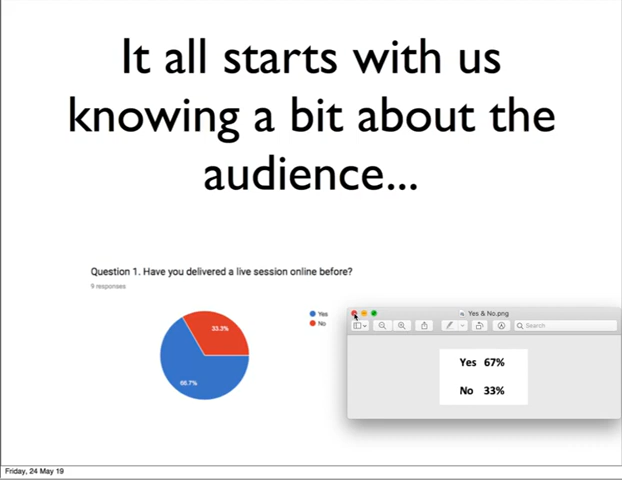 It all starts with us
knowing a bit about the
audience...
Question 1. Have you delivered a live session online before?
9 responses
Yes
No
33.3%
66.7%
Yes & No.png
Search
Yes 67%
No 33%
Friday, 24 May 19